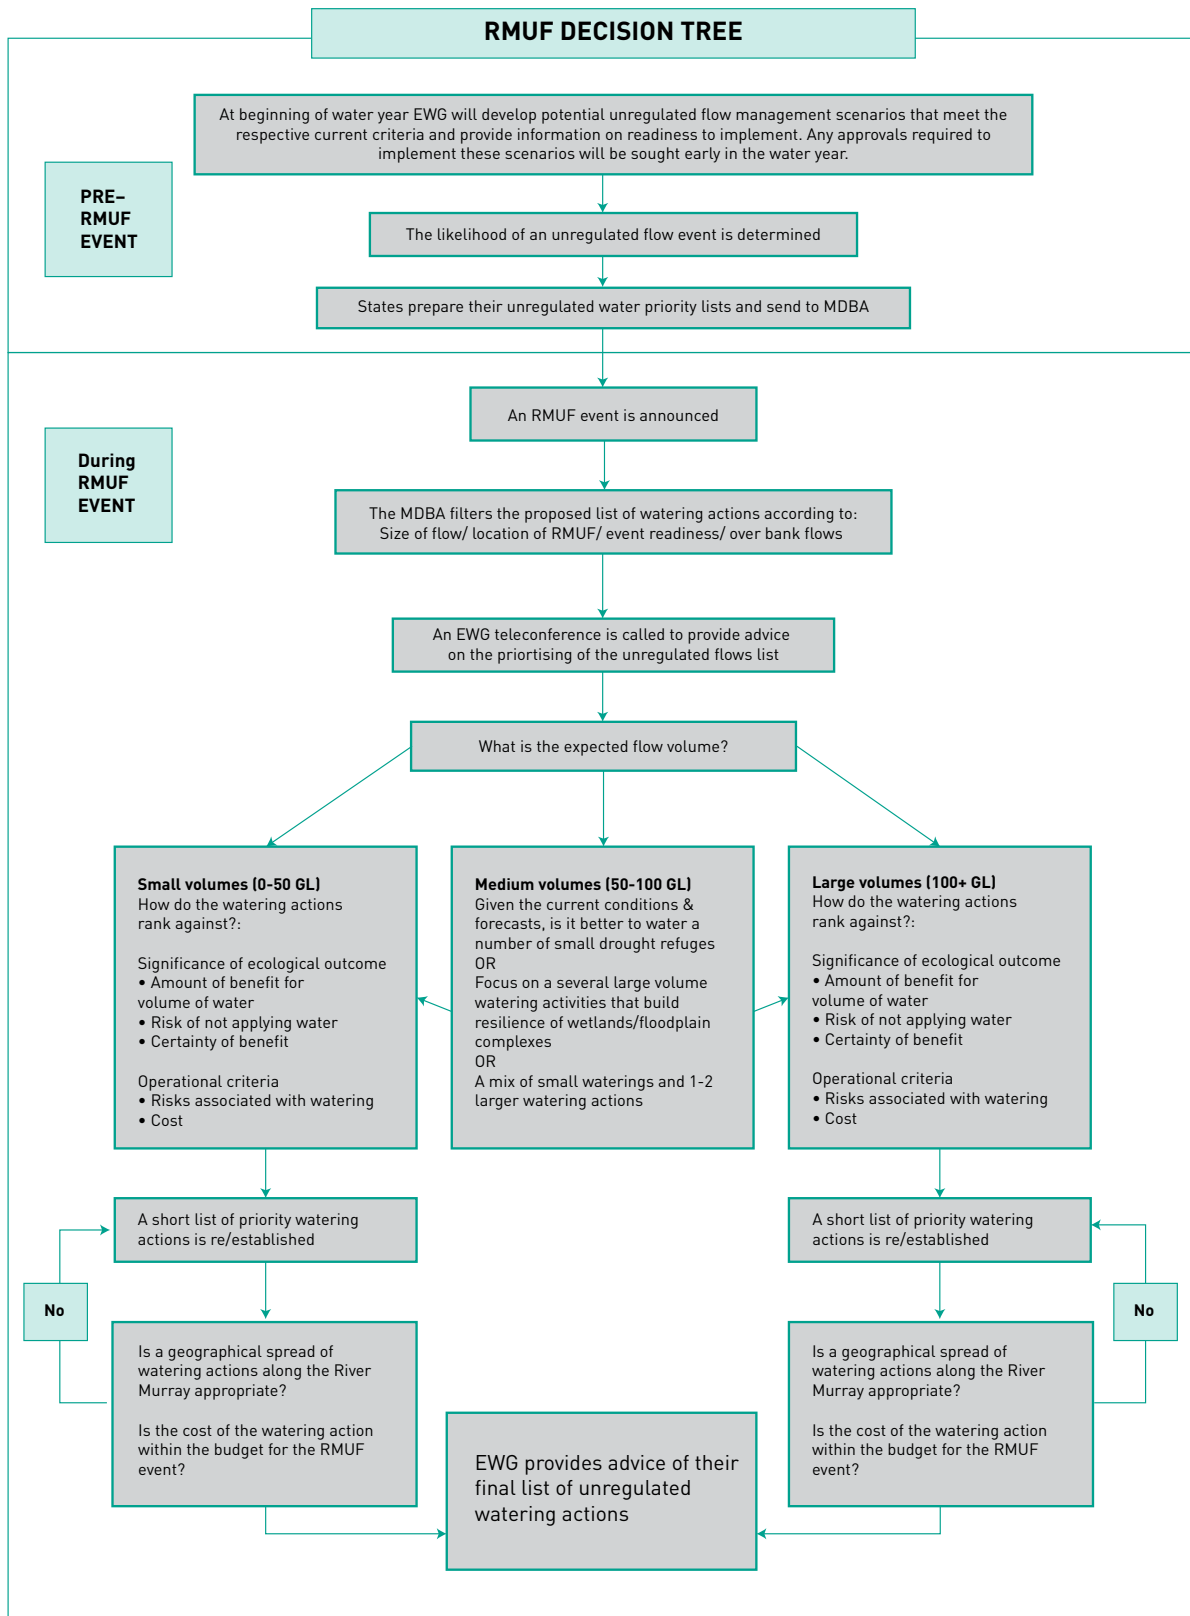 RMUF DECISION TREE
At beginning of water year EWG will develop potential unregulated flow management scenarios that meet the
respective current criteria and provide information on readiness to implement. Any approvals required to
implement these scenarios will be sought early in the water year.
PRE–
RMUF
EVENT
The likelihood of an unregulated flow event is determined
States prepare their unregulated water priority lists and send to MDBA
An RMUF event is announced
During
RMUF
EVENT
The MDBA filters the proposed list of watering actions according to:
Size of flow/ location of RMUF/ event readiness/ over bank flows
An EWG teleconference is called to provide advice
on the priortising of the unregulated flows list
What is the expected flow volume?
Small volumes (0-50 GL)
How do the watering actions
rank against?:
Significance of ecological outcome
• Amount of benefit for
volume of water
• Risk of not applying water
• Certainty of benefit
Operational criteria
• Risks associated with watering
• Cost
Medium volumes (50-100 GL)
Given the current conditions &
forecasts, is it better to water a
number of small drought refuges
OR
Focus on a several large volume
watering activities that build
resilience of wetlands/floodplain
complexes
OR
A mix of small waterings and 1-2
larger watering actions
Large volumes (100+ GL)
How do the watering actions
rank against?:
Significance of ecological outcome
• Amount of benefit for
volume of water
• Risk of not applying water
• Certainty of benefit
Operational criteria
• Risks associated with watering
• Cost
A short list of priority watering
actions is re/established
A short list of priority watering
actions is re/established
No
No
Is a geographical spread of
watering actions along the River
Murray appropriate?
Is the cost of the watering action
within the budget for the RMUF
event?
Is a geographical spread of
watering actions along the River
Murray appropriate?
Is the cost of the watering action
within the budget for the RMUF
event?
EWG provides advice of their
final list of unregulated
watering actions